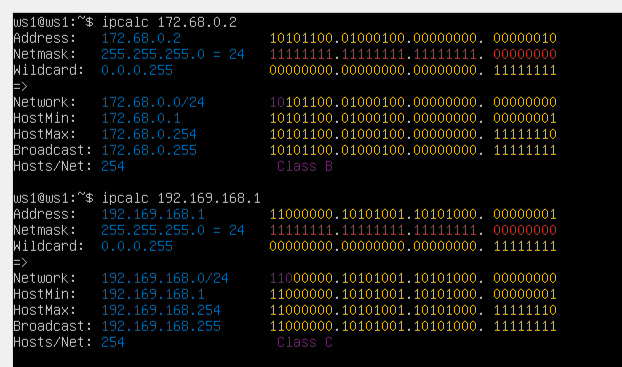 ws1@ws1:~$ ipcalc 172.68.0.2
Address:   172.68.0.2           10101100.01000100.00000000. 00000010
Netmask:   255.255.255.0 = 24   11111111.11111111.11111111. 00000000
Wildcard:  0.0.0.255            00000000.00000000.00000000. 11111111
=>
Network:   172.68.0.0/24        10101100.01000100.00000000. 00000000
HostMin:   172.68.0.1           10101100.01000100.00000000. 00000001
HostMax:   172.68.0.254         10101100.01000100.00000000. 11111110
Broadcast: 172.68.0.255         10101100.01000100.00000000. 11111111
Hosts/Net: 254                   Class B
ws1@ws1:~$ ipcalc 192.169.168.1
Address:   192.169.168.1        11000000.10101001.10101000. 00000001
Netmask:   255.255.255.0 = 24   11111111.11111111.11111111. 00000000
Wildcard:  0.0.0.255            00000000.00000000.00000000. 11111111
=>
Network:   192.169.168.0/24     11000000.10101001.10101000. 00000000
HostMin:   192.169.168.1        11000000.10101001.10101000. 00000001
HostMax:   192.169.168.254      11000000.10101001.10101000. 11111110
Broadcast: 192.169.168.255      11000000.10101001.10101000. 11111111
Hosts/Net: 254                   Class C